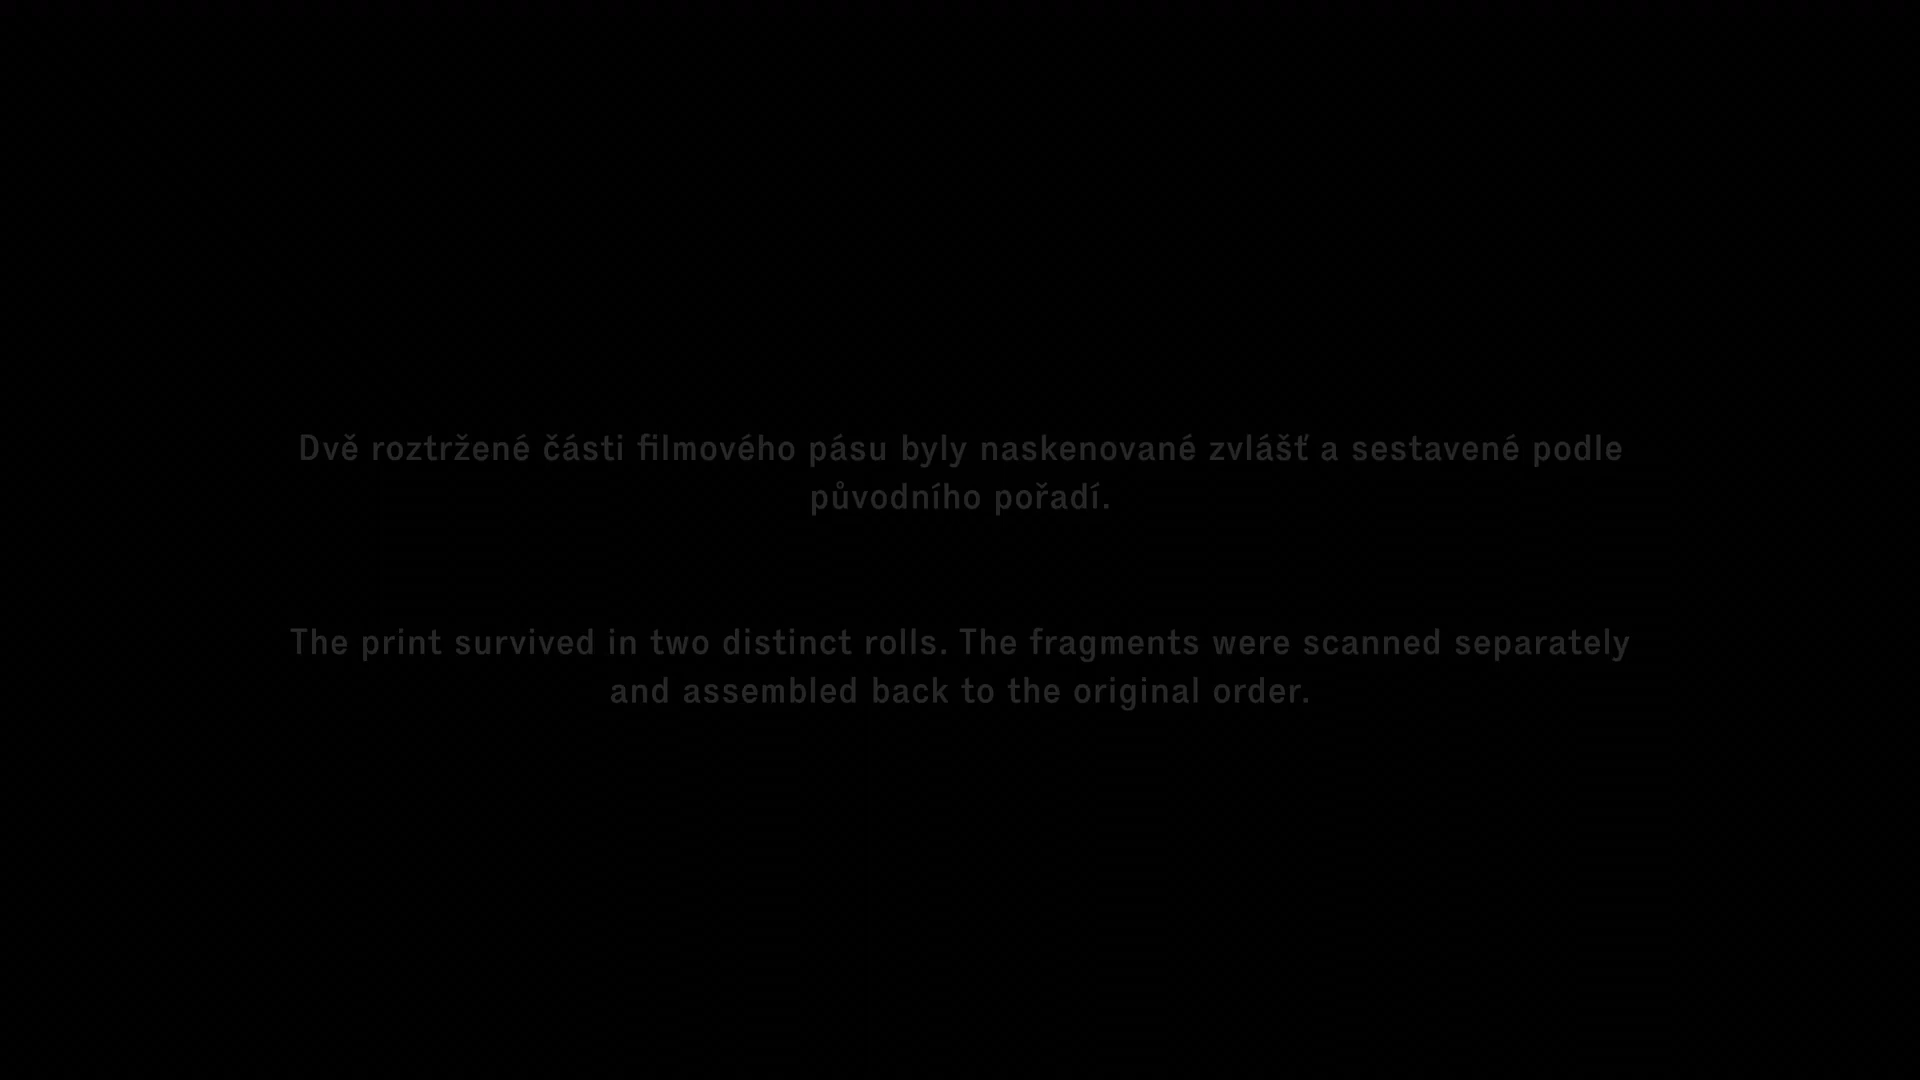 Dvě roztržené části filmového pásu byly naskenované zvlášť a sestavené podle
původního pořadí.
The print survived in two distinct rolls. The fragments were scanned separately
and assembled back to the original order.